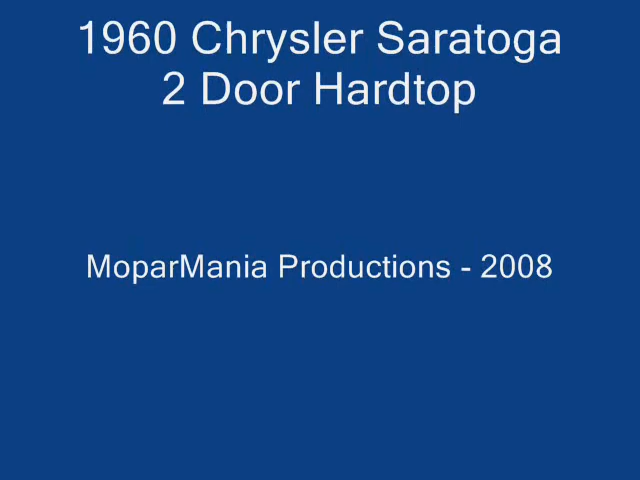 1960 Chrysler Saratoga
2 Door Hardtop
MoparMania Productions - 2008